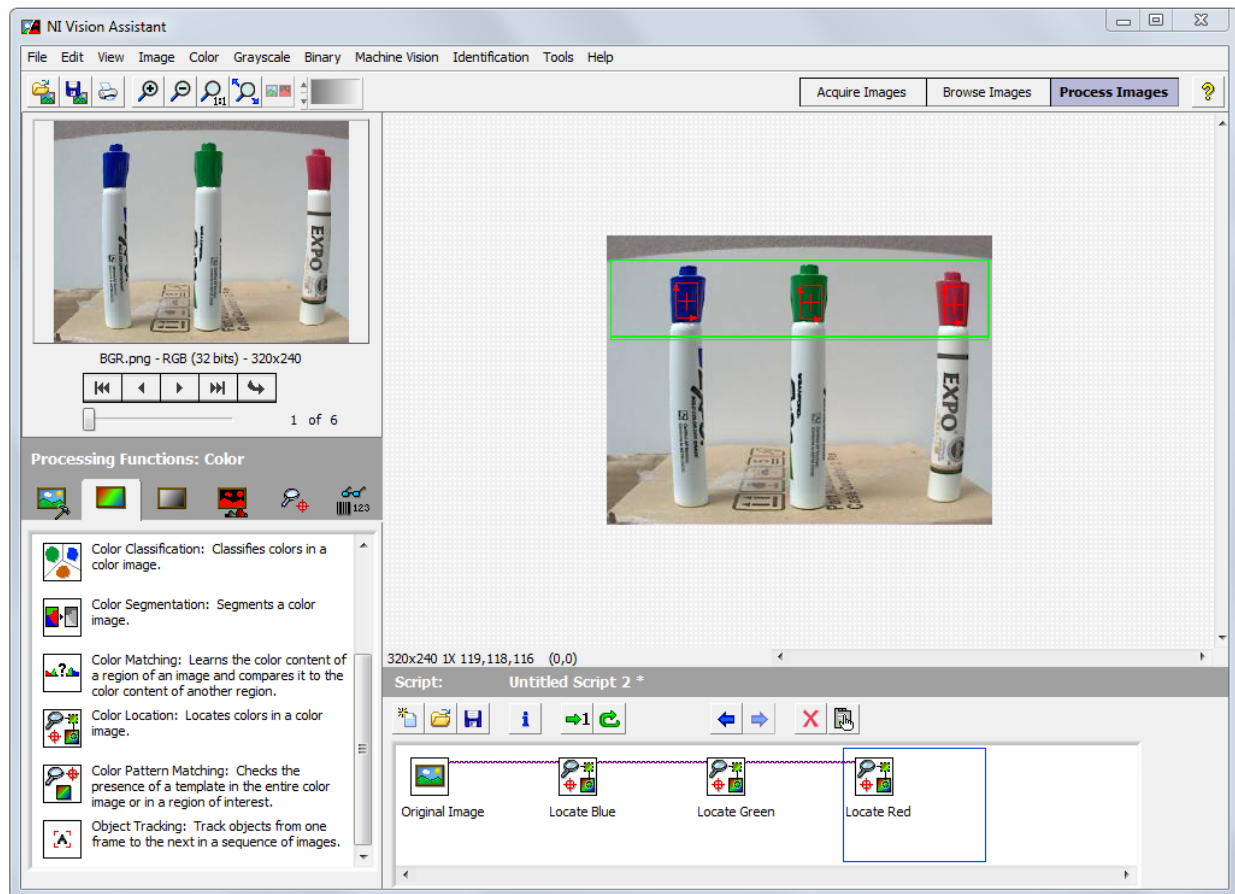 NI Vision Assistant
File Edit View Image Color Grayscale Binary Machine Vision Identification Tools Help
1:1
Acquire Images Browse Images Process Images ?
EXPO
BGR.png - RGB (32 bits) - 320x240
1 of 6
EXPO
Processing Functions: Color
123
Color Classification: Classifies colors in a
color image.
Color Segmentation: Segments a color
image.
Color Matching: Learns the color content of
a region of an image and compares it to the
color content of another region.
Color Location: Locates colors in a color
image.
Color Pattern Matching: Checks the
presence of a template in the entire color
image or in a region of interest.
Object Tracking: Track objects from one
frame to the next in a sequence of images.
320x240 1X 119,118,116 (0,0)
Script: Untitled Script 2 *
i 1
Original Image Locate Blue Locate Green Locate Red